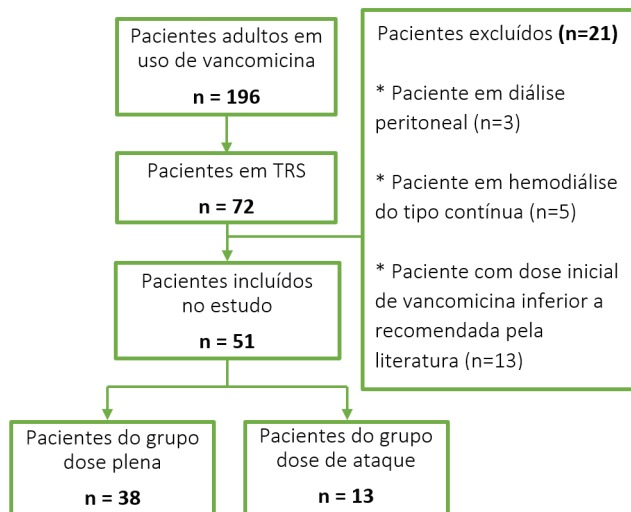 Pacientes adultos em
uso de vancomicina
n = 196
Pacientes em TRS
n = 72
Pacientes excluídos (n=21)
* Paciente em diálise
peritoneal (n=3)
* Paciente em hemodiálise
do tipo contínua (n=5)
* Paciente com dose inicial
de vancomicina inferior a
recomendada pela
literatura (n=13)
Pacientes incluídos
no estudo
n = 51
Pacientes do grupo
dose plena
n = 38
Pacientes do grupo
dose de ataque
n = 13